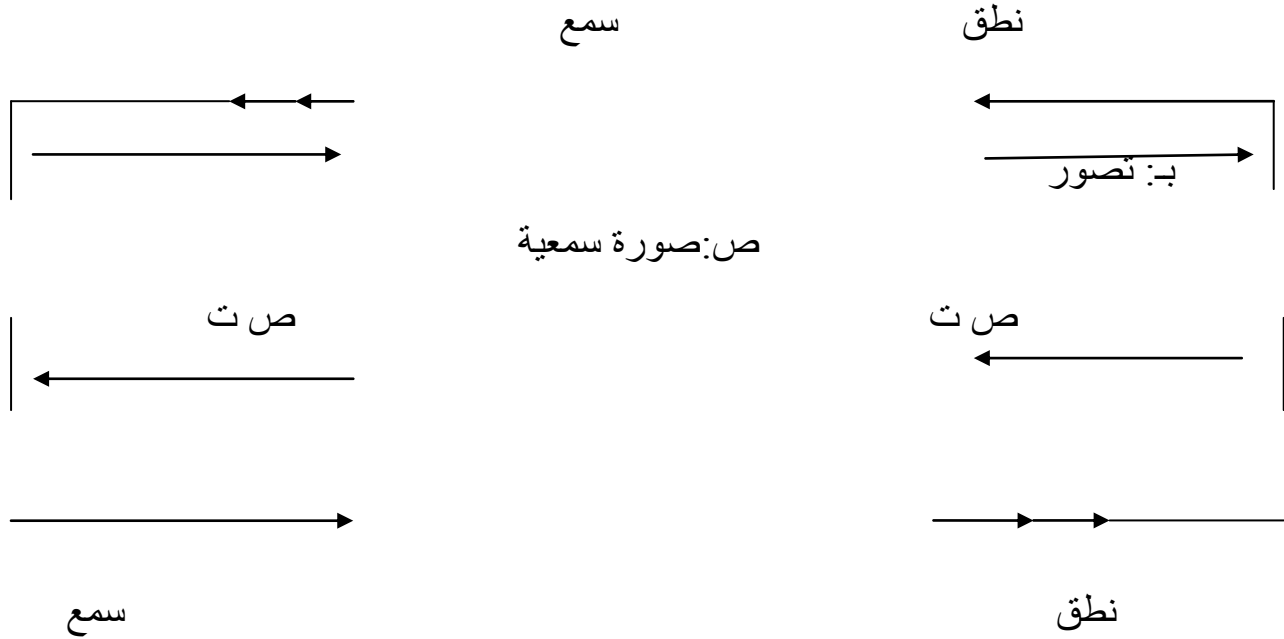 نطق سمع
بـ: تصور
ص:صورة سمعية
ص ت ص ت
نطق سمع